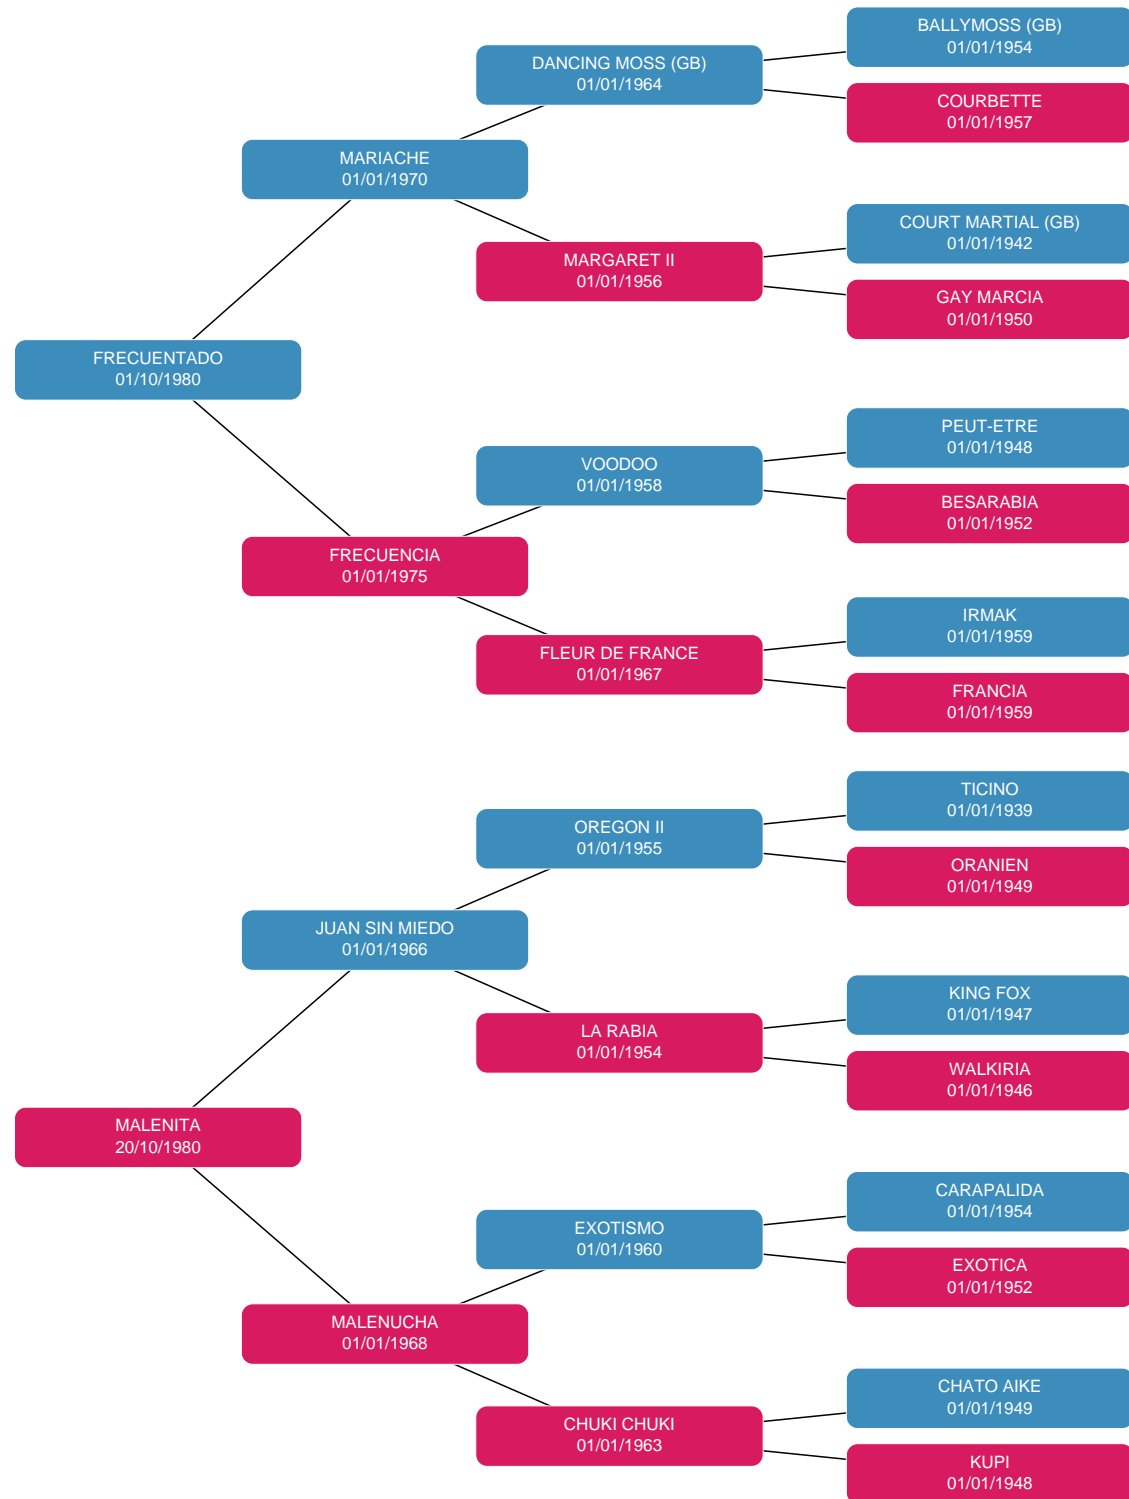 BALLYMOSS (GB)
01/01/1954
DANCING MOSS (GB)
01/01/1964
COURBETTE
01/01/1957
MARIACHE
01/01/1970
COURT MARTIAL (GB)
01/01/1942
MARGARET II
01/01/1956
GAY MARCIA
01/01/1950
FRECUENTADO
01/10/1980
PEUT-ETRE
01/01/1948
VOODOO
01/01/1958
BESARABIA
01/01/1952
FRECUENCIA
01/01/1975
IRMAK
01/01/1959
FLEUR DE FRANCE
01/01/1967
FRANCIA
01/01/1959
TICINO
01/01/1939
OREGON II
01/01/1955
ORANIEN
01/01/1949
JUAN SIN MIEDO
01/01/1966
KING FOX
01/01/1947
LA RABIA
01/01/1954
WALKIRIA
01/01/1946
MALENITA
20/10/1980
CARAPALIDA
01/01/1954
EXOTISMO
01/01/1960
EXOTICA
01/01/1952
MALENUCHA
01/01/1968
CHATO AIKE
01/01/1949
CHUKI CHUKI
01/01/1963
KUPI
01/01/1948